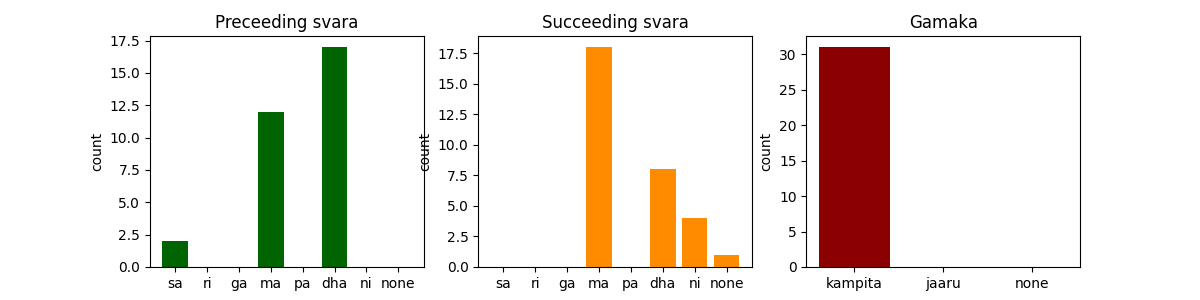 Preceeding svara
count
17.5
15.0
12.5
10.0
7.5
5.0
2.5
0.0
sa ri ga ma pa dha ni none
Succeeding svara
count
17.5
15.0
12.5
10.0
7.5
5.0
2.5
0.0
sa ri ga ma pa dha ni none
Gamaka
count
30
25
20
15
10
5
0
kampita jaaru none